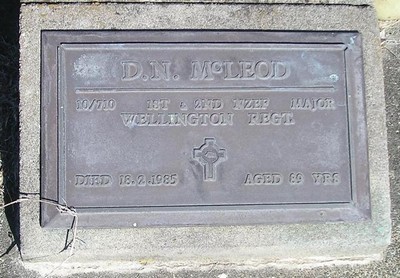 D.N. McLEOD
10/710 1ST & 2ND NZEF MAJOR
WELLINGTON REGT.
DIED 18.2.1985 AGED 89 YRS